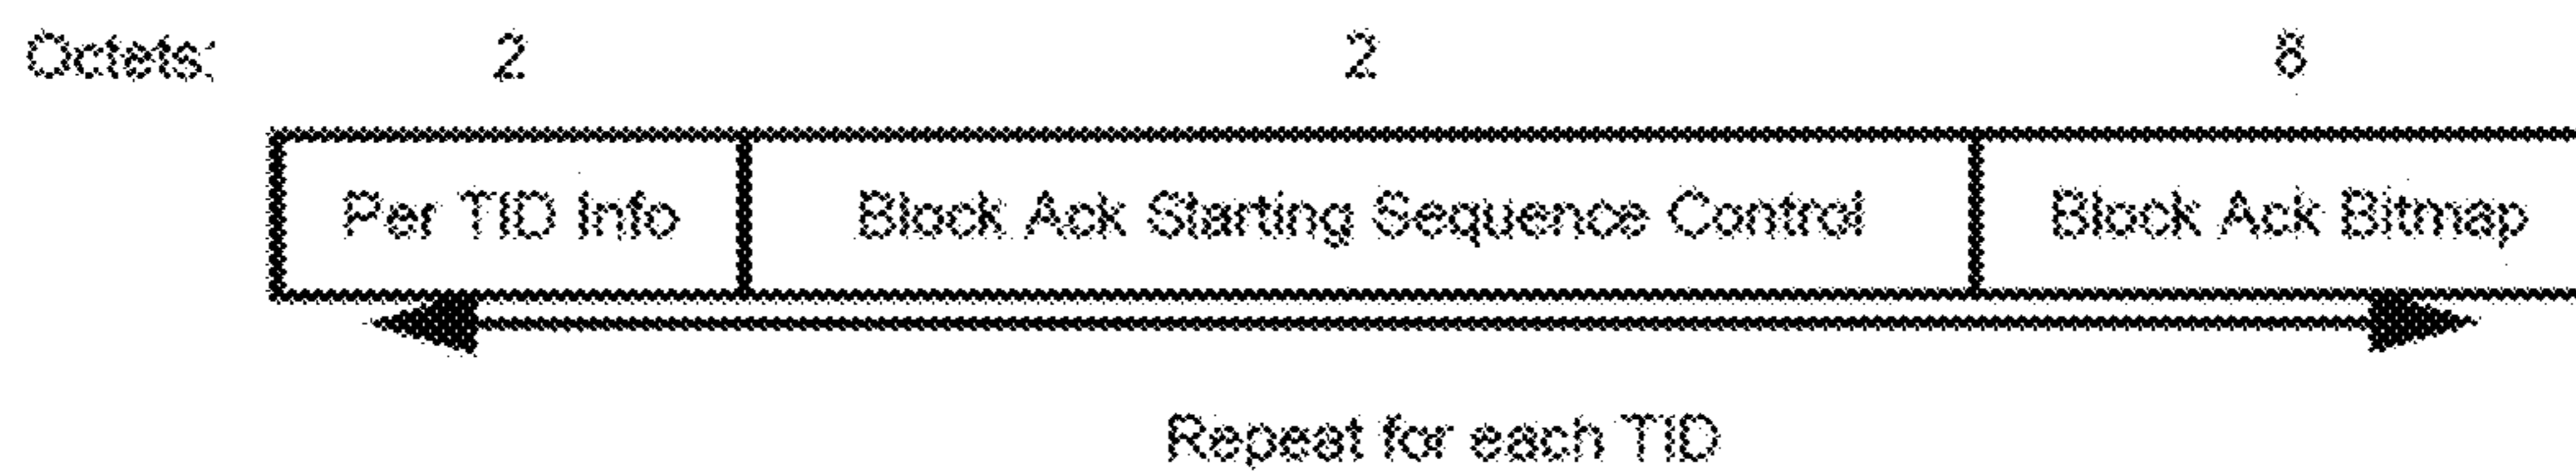 Octets: 2 2 8
Per TID Info Block Ack Starting Sequence Control Block Ack Bitmap
Repeat for each TID